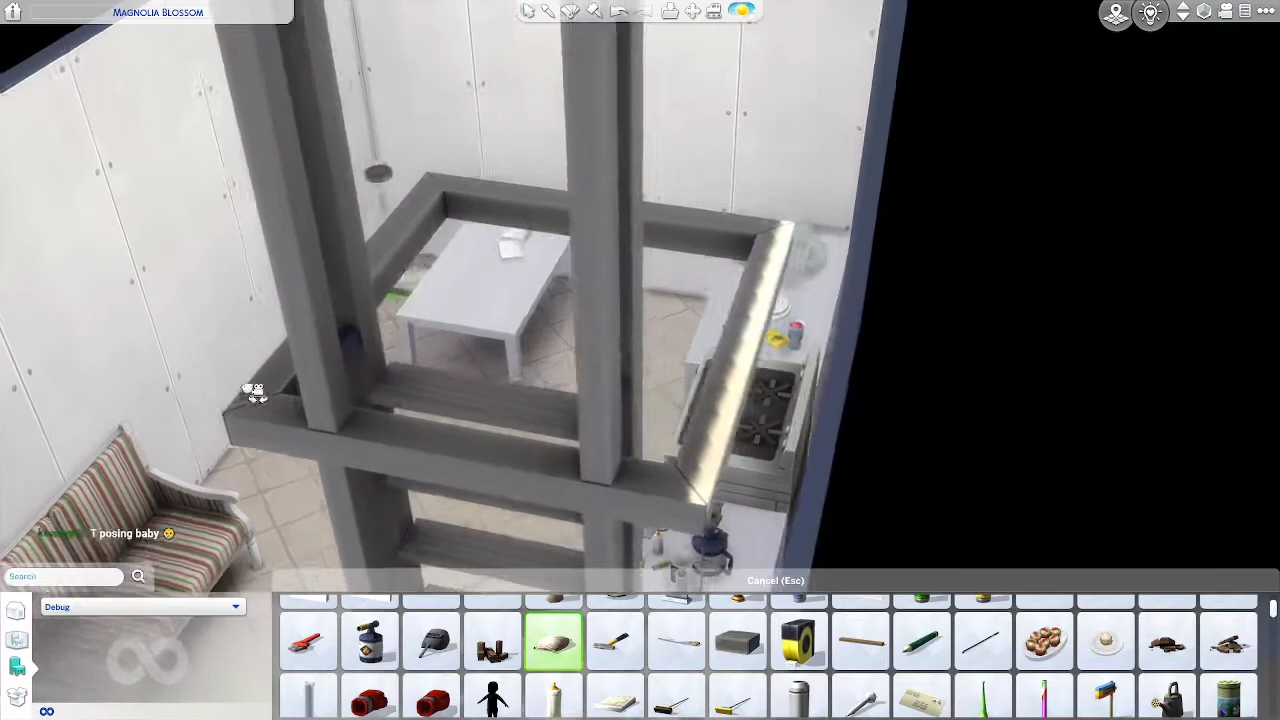 MAGNOLIA BLOSSOM
T posing baby
Search
Cancel (Esc)
Debug